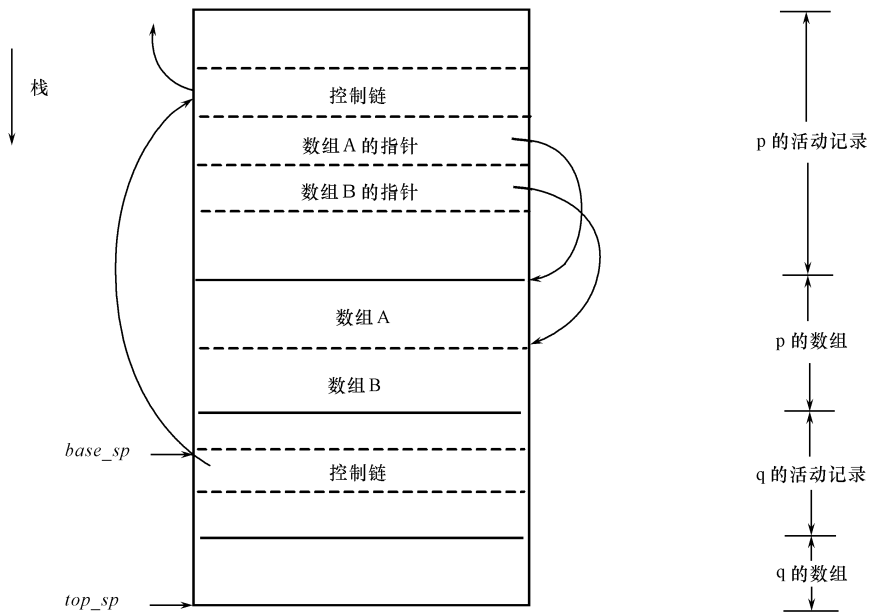 栈
控制链
数组A的指针
数组B的指针
p的活动记录
数组A
p的数组
数组B
base_sp
控制链
q的活动记录
q的数组
top_sp